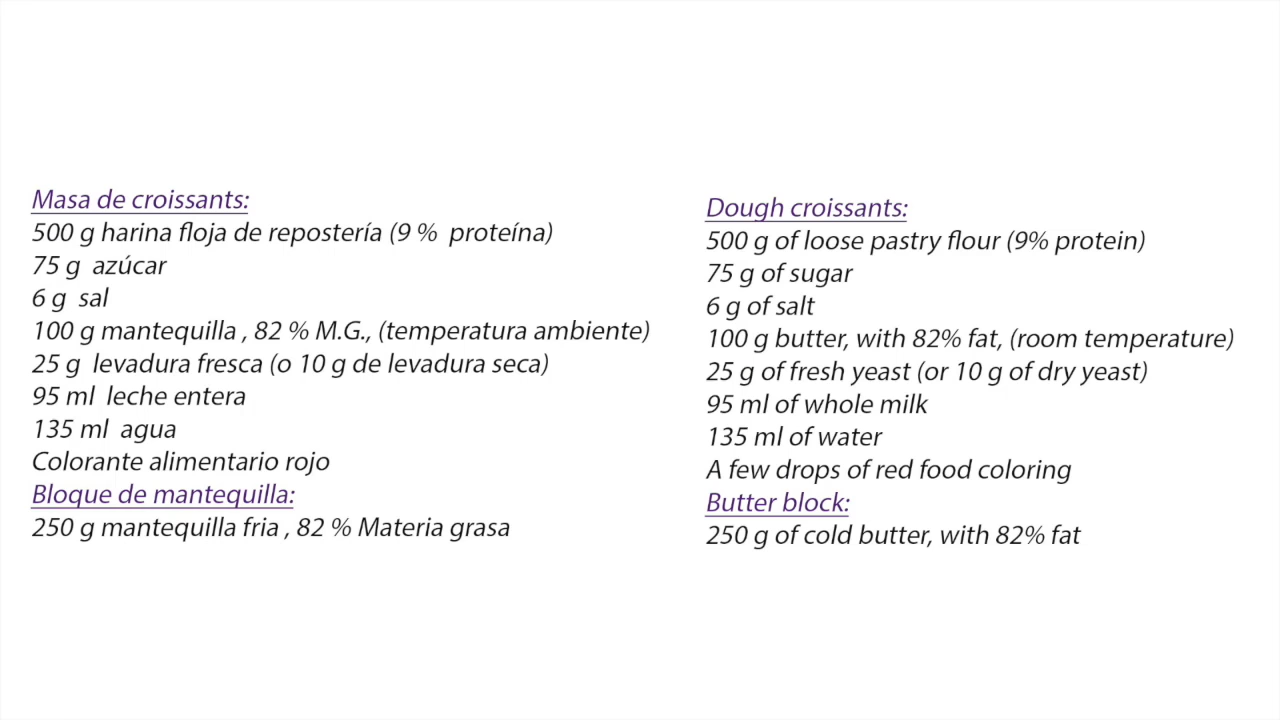 Masa de croissants:
500 g harina floja de repostería (9 % proteína)
75 g azúcar
6 g sal
100 g mantequilla , 82 % M.G., (temperatura ambiente)
25 g levadura fresca (o 10 g de levadura seca)
95 ml leche entera
135 ml agua
Colorante alimentario rojo
Bloque de mantequilla:
250 g mantequilla fria , 82 % Materia grasa
Dough croissants:
500 g of loose pastry flour (9% protein)
75 g of sugar
6 g of salt
100 g butter, with 82% fat, (room temperature)
25 g of fresh yeast (or 10 g of dry yeast)
95 ml of whole milk
135 ml of water
A few drops of red food coloring
Butter block:
250 g of cold butter, with 82% fat